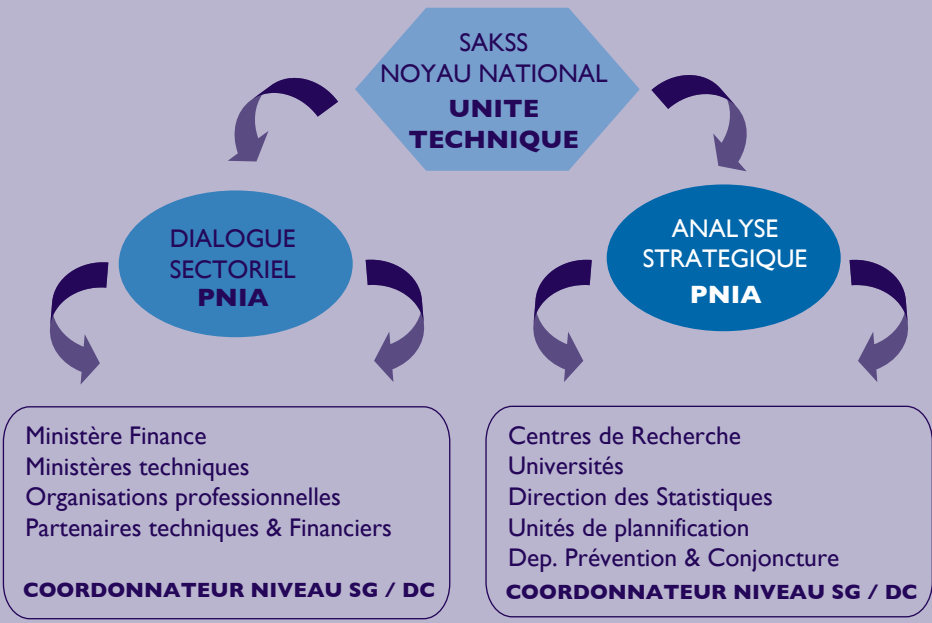 SAKSS
NOYAU NATIONAL
UNITE
TECHNIQUE
DIALOGUE
SECTORIEL
PNIA
ANALYSE
STRATEGIQUE
PNIA
Ministère Finance
Ministères techniques
Organisations professionnelles
Partenaires techniques & Financiers
COORDONNATEUR NIVEAU SG / DC
Centres de Recherche
Universités
Direction des Statistiques
Unités de plannification
Dep. Prévention & Conjoncture
COORDONNATEUR NIVEAU SG / DC